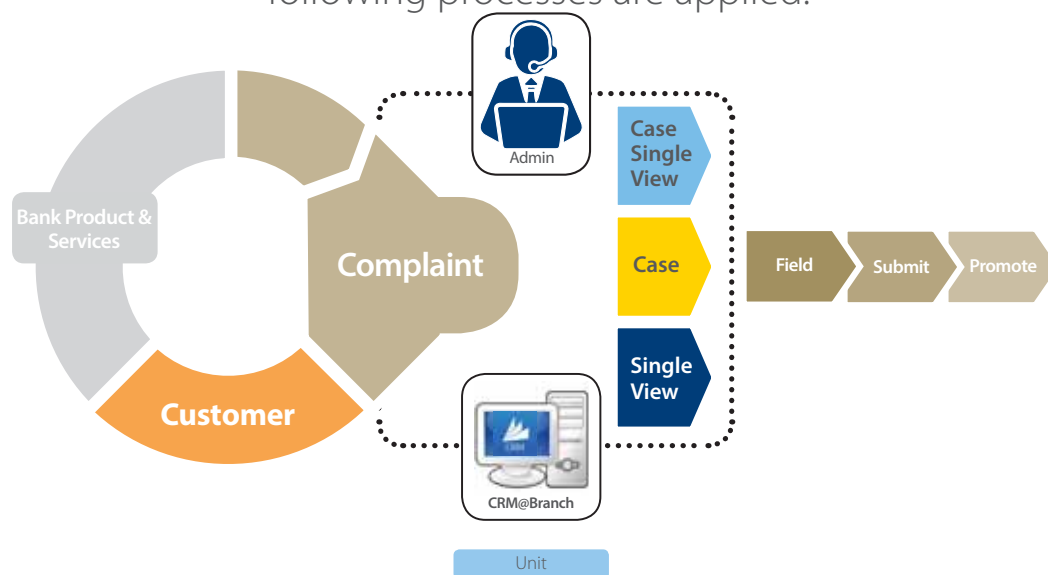 following processes are applied:
Admin
Case
Single
View
Bank Product &
Services
Complaint
Case
Field
Submit
Promote
Single
View
Customer
CRM
CRM@Branch
Unit